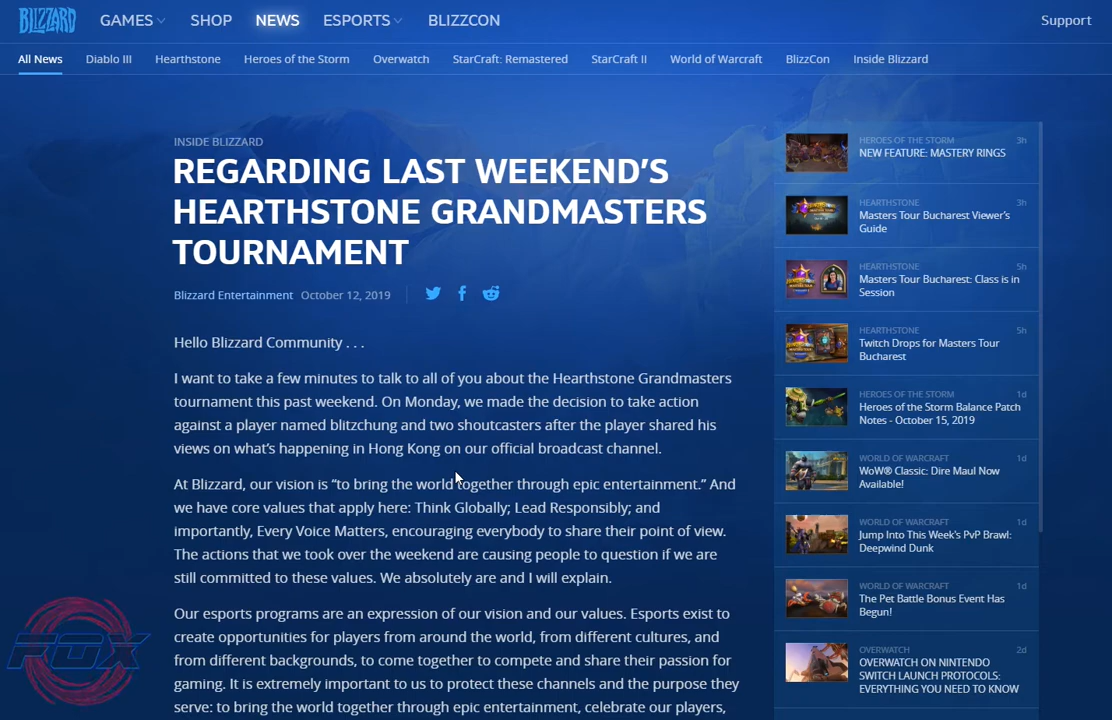 BLIZZARD
GAMES SHOP NEWS ESPORTS BLIZZCON Support
All News Diablo III Hearthstone Heroes of the Storm Overwatch StarCraft: Remastered StarCraft II World of Warcraft BlizzCon Inside Blizzard
INSIDE BLIZZARD
REGARDING LAST WEEKEND'S
HEARTHSTONE GRANDMASTERS
TOURNAMENT
Blizzard Entertainment October 12, 2019
Hello Blizzard Community . . .
I want to take a few minutes to talk to all of you about the Hearthstone Grandmasters
tournament this past weekend. On Monday, we made the decision to take action
against a player named blitzchung and two shoutcasters after the player shared his
views on what's happening in Hong Kong on our official broadcast channel.
At Blizzard, our vision is "to bring the world together through epic entertainment." And
we have core values that apply here: Think Globally; Lead Responsibly; and
importantly, Every Voice Matters, encouraging everybody to share their point of view.
The actions that we took over the weekend are causing people to question if we are
still committed to these values. We absolutely are and I will explain.
Our esports programs are an expression of our vision and our values. Esports exist to
create opportunities for players from around the world, from different cultures, and
from different backgrounds, to come together to compete and share their passion for
gaming. It is extremely important to us to protect these channels and the purpose they
serve: to bring the world together through epic entertainment, celebrate our players,
HEROES OF THE STORM 3h
NEW FEATURE: MASTERY RINGS
HEARTHSTONE 3h
Masters Tour Bucharest Viewer's
Guide
HEARTHSTONE 5h
Masters Tour Bucharest: Class is in
Session
HEARTHSTONE 5h
Twitch Drops for Masters Tour
Bucharest
HEROES OF THE STORM 1d
Heroes of the Storm Balance Patch
Notes - October 15, 2019
WORLD OF WARCRAFT 1d
WoW® Classic: Dire Maul Now
Available!
WORLD OF WARCRAFT 1d
Jump Into This Week's PvP Brawl:
Deepwind Dunk
WORLD OF WARCRAFT 1d
The Pet Battle Bonus Event Has
Begun!
OVERWATCH 2d
OVERWATCH ON NINTENDO
SWITCH LAUNCH PROTOCOLS:
EVERYTHING YOU NEED TO KNOW
FOX